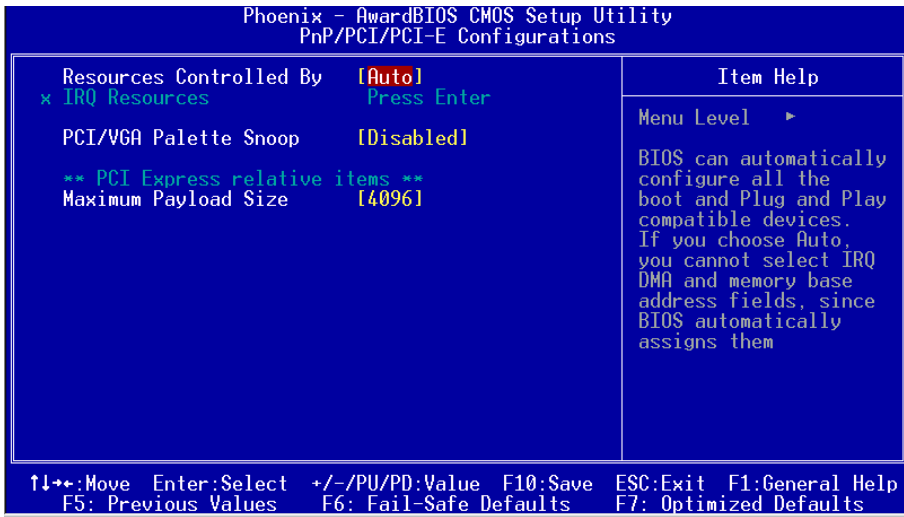 Phoenix - AwardBIOS CMOS Setup Utility
PnP/PCI/PCI-E Configurations
Resources Controlled By [Auto]
x IRQ Resources Press Enter
PCI/VGA Palette Snoop [Disabled]
** PCI Express relative items **
Maximum Payload Size [4096]
Item Help
Menu Level ►
BIOS can automatically
configure all the
boot and Plug and Play
compatible devices.
If you choose Auto,
you cannot select IRQ
DMA and memory base
address fields, since
BIOS automatically
assigns them
↑↓→←:Move Enter:Select +/-/PU/PD:Value F10:Save ESC:Exit F1:General Help
F5: Previous Values F6: Fail-Safe Defaults F7: Optimized Defaults